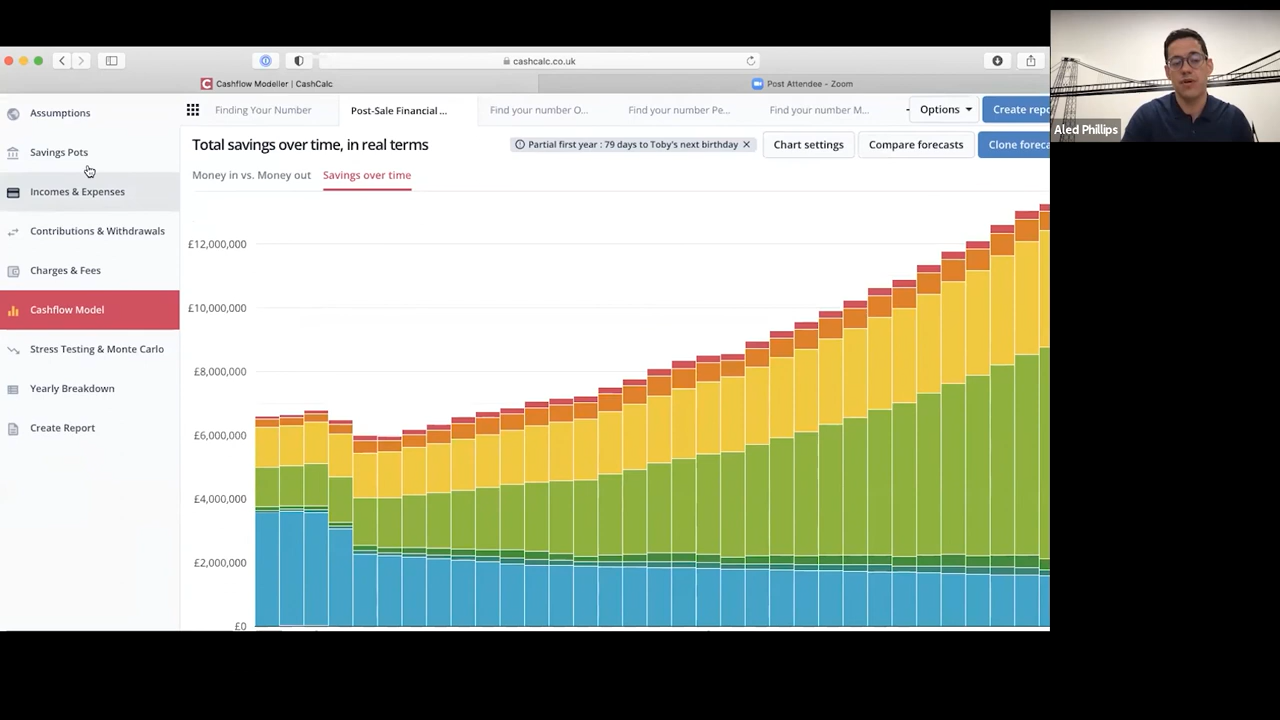 cashcalc.co.uk
Cashflow Modeller | CashCalc
Post Attendee - Zoom
Assumptions
Savings Pots
Incomes & Expenses
Contributions & Withdrawals
Charges & Fees
Cashflow Model
Stress Testing & Monte Carlo
Yearly Breakdown
Create Report
Finding Your Number
Post-Sale Financial ...
Find your number O...
Find your number Pe...
Find your number M...
Options
Create repo
Total savings over time, in real terms
Partial first year : 79 days to Toby's next birthday
Chart settings
Compare forecasts
Clone foreca
Money in vs. Money out
Savings over time
£12,000,000
£10,000,000
£8,000,000
£6,000,000
£4,000,000
£2,000,000
£0
Aled Phillips